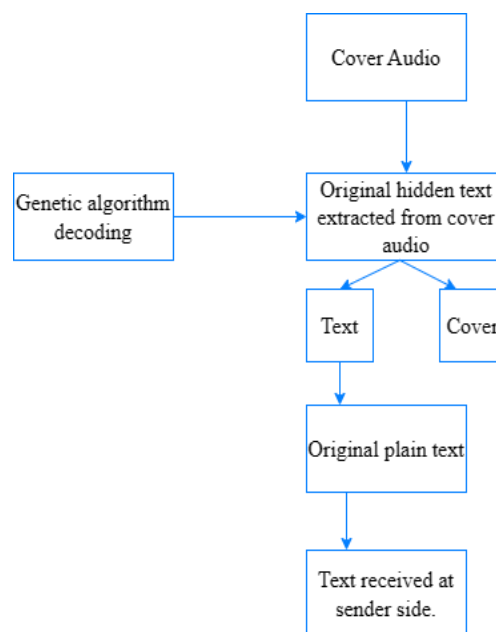 Cover Audio
Genetic algorithm
decoding
Original hidden text
extracted from cover
audio
Text
Cover
Original plain text
Text received at
sender side.